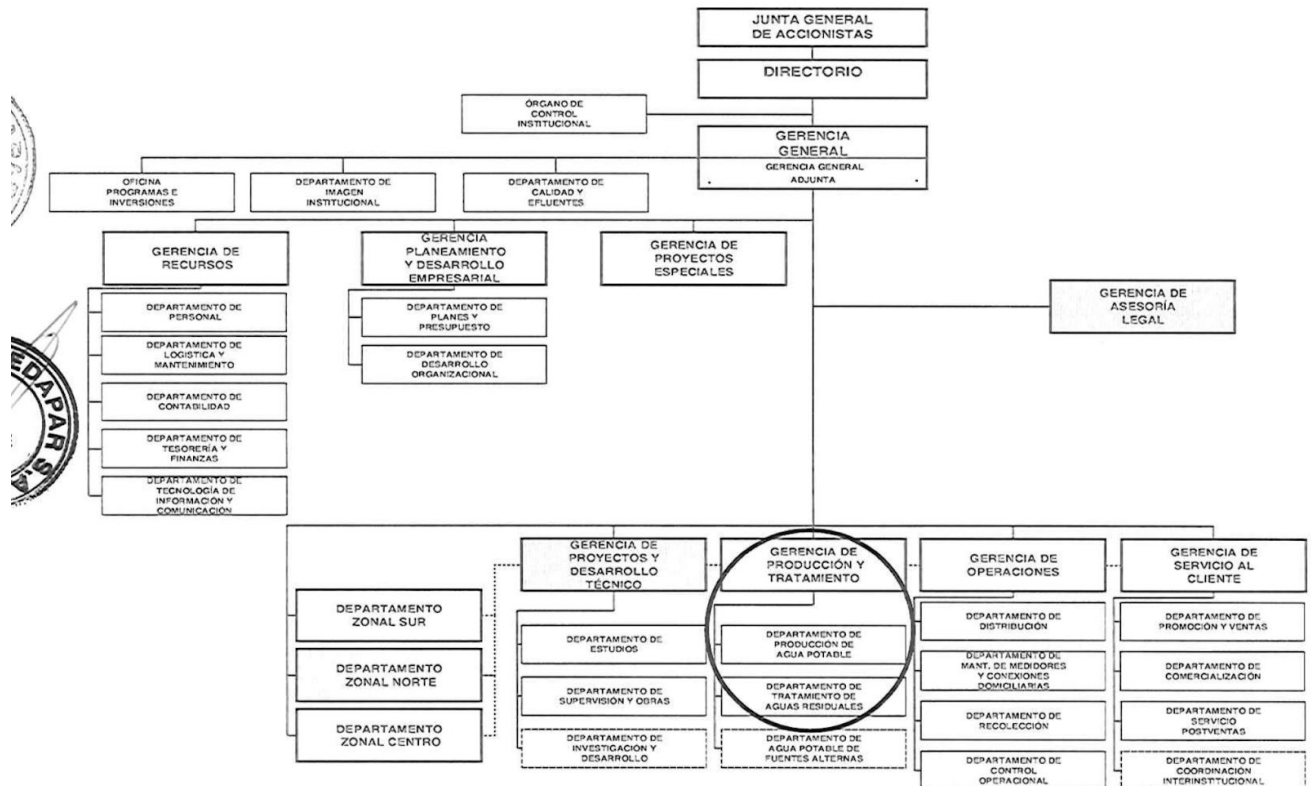 JUNTA GENERAL
DE ACCIONISTAS
DIRECTORIO
ÓRGANO DE
CONTROL
INSTITUCIONAL
GERENCIA
GENERAL
GERENCIA GENERAL
ADJUNTA
OFICINA
PROGRAMAS E
INVERSIONES
DEPARTAMENTO DE
IMAGEN
INSTITUCIONAL
DEPARTAMENTO DE
CALIDAD Y
EFLUENTES
GERENCIA DE
RECURSOS
GERENCIA
PLANEAMIENTO
Y DESARROLLO
EMPRESARIAL
GERENCIA DE
PROYECTOS
ESPECIALES
GERENCIA DE
ASESORÍA
LEGAL
DEPARTAMENTO DE
PERSONAL
DEPARTAMENTO DE
LOGISTICA Y
MANTENIMIENTO
DEPARTAMENTO DE
CONTABILIDAD
DEPARTAMENTO DE
TESORERÍA Y
FINANZAS
DEPARTAMENTO DE
TECNOLOGÍA DE
INFORMACIÓN Y
COMUNICACIÓN
DEPARTAMENTO DE
PLANES Y
PRESUPUESTO
DEPARTAMENTO DE
DESARROLLO
ORGANIZACIONAL
EDAPAR S.A
DEPARTAMENTO
ZONAL SUR
DEPARTAMENTO
ZONAL NORTE
DEPARTAMENTO
ZONAL CENTRO
GERENCIA DE
PROYECTOS Y
DESARROLLO
TÉCNICO
DEPARTAMENTO DE
ESTUDIOS
DEPARTAMENTO DE
SUPERVISIÓN Y OBRAS
DEPARTAMENTO DE
INVESTIGACIÓN Y
DESARROLLO
GERENCIA DE
PRODUCCIÓN Y
TRATAMIENTO
DEPARTAMENTO DE
PRODUCCIÓN DE
AGUA POTABLE
DEPARTAMENTO DE
TRATAMIENTO DE
AGUAS RESIDUALES
DEPARTAMENTO DE
AGUA POTABLE DE
FUENTES ALTERNAS
GERENCIA DE
OPERACIONES
DEPARTAMENTO DE
DISTRIBUCIÓN
DEPARTAMENTO DE
MANT. DE MEDIDORES
Y CONEXIONES
DOMICILIARIAS
DEPARTAMENTO DE
RECOLECCIÓN
DEPARTAMENTO DE
CONTROL
OPERACIONAL
GERENCIA DE
SERVICIO AL
CLIENTE
DEPARTAMENTO DE
PROMOCIÓN Y VENTAS
DEPARTAMENTO DE
COMERCIALIZACIÓN
DEPARTAMENTO DE
SERVICIO
POSTVENTAS
DEPARTAMENTO DE
COORDINACIÓN
INTERINSTITUCIONAL